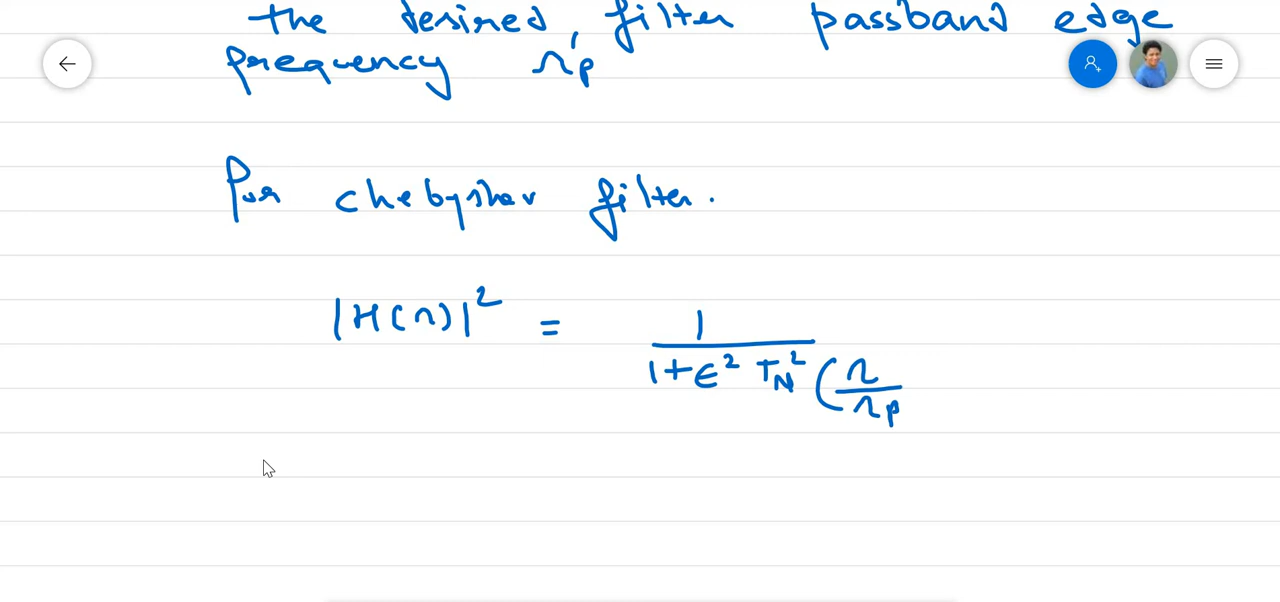 the desired filter passband edge
frequency Ω'p
For chebyshev filter.
|H(Ω)|² = 1 / 1+ϵ² T_N² (Ω/Ωp